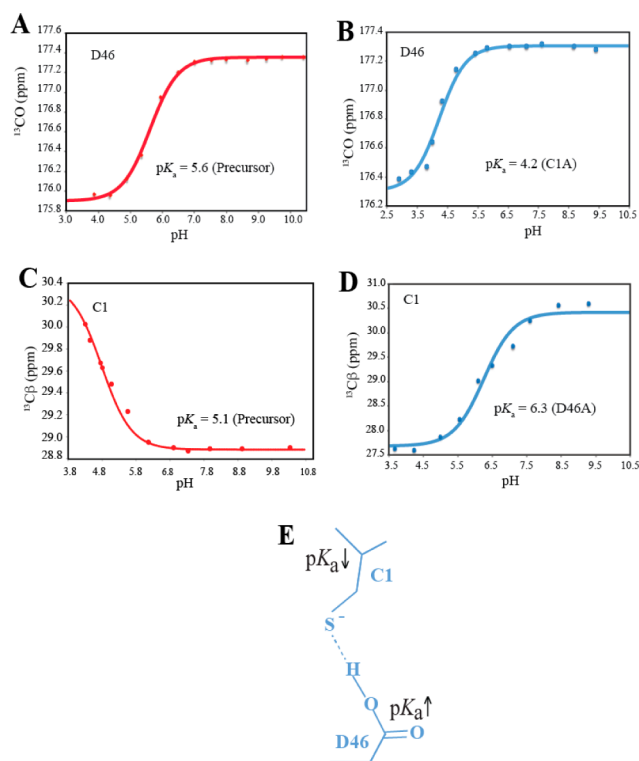 A
D46
¹³CO (ppm)
177.6
177.4
177.2
177.0
176.8
176.6
176.4
176.2
176.0
175.8
pKₐ = 5.6 (Precursor)
3.0 4.0 5.0 6.0 7.0 8.0 9.0 10.0
pH
B
D46
¹³CO (ppm)
177.4
177.2
177.0
176.8
176.6
176.4
176.2
pKₐ = 4.2 (C1A)
2.5 3.5 4.5 5.5 6.5 7.5 8.5 9.5 10.5
pH
C
C1
¹³Cβ (ppm)
30.4
30.2
30.0
29.8
29.6
29.4
29.2
29.0
28.8
pKₐ = 5.1 (Precursor)
3.8 4.8 5.8 6.8 7.8 8.8 9.8 10.8
pH
D
C1
¹³Cβ (ppm)
31.0
30.5
30.0
29.5
29.0
28.5
28.0
27.5
pKₐ = 6.3 (D46A)
3.5 4.5 5.5 6.5 7.5 8.5 9.5 10.5
pH
E
pKₐ↓
C1
S⁻
H
O
pKₐ↑
D46
O